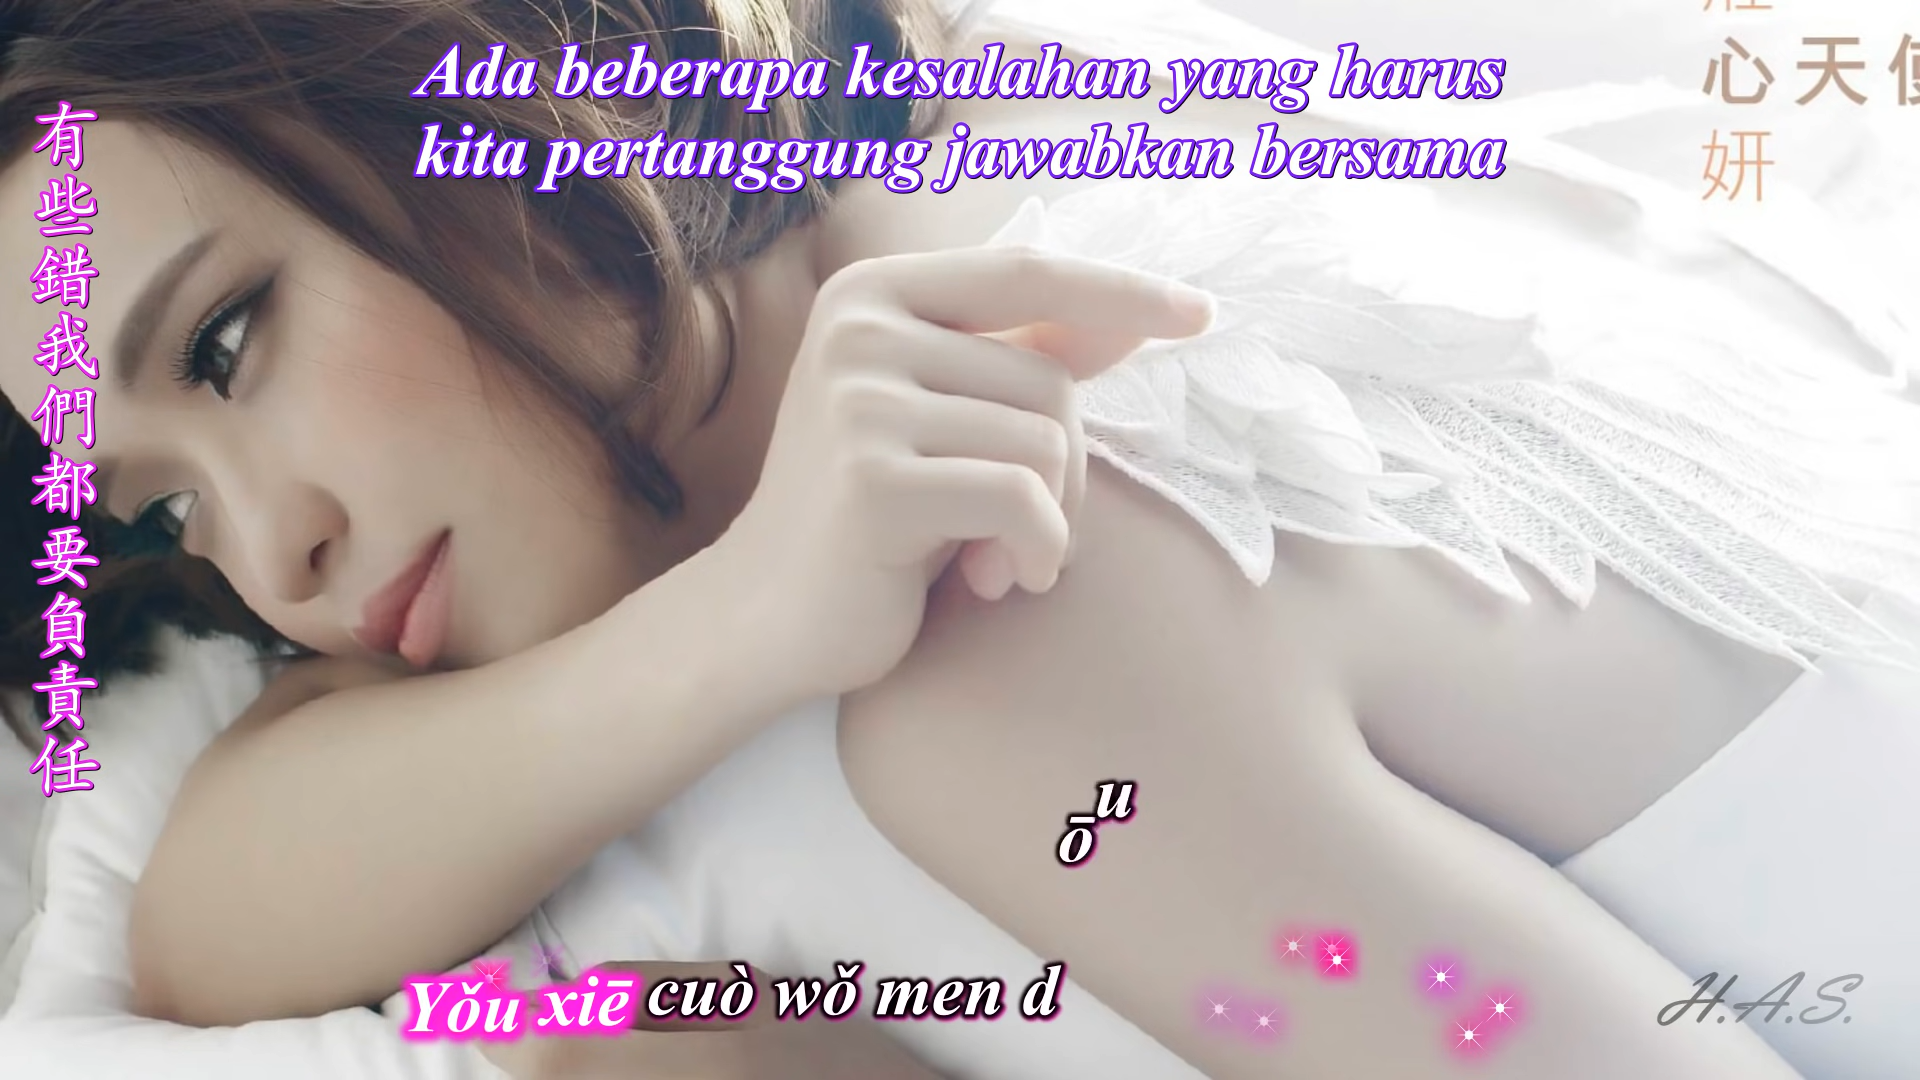 Ada beberapa kesalahan yang harus
kita pertanggung jawabkan bersama
有些錯我們都要負責任
心天使
妍
ōu
Yǒu xiē cuò wǒ men d
H.A.S.